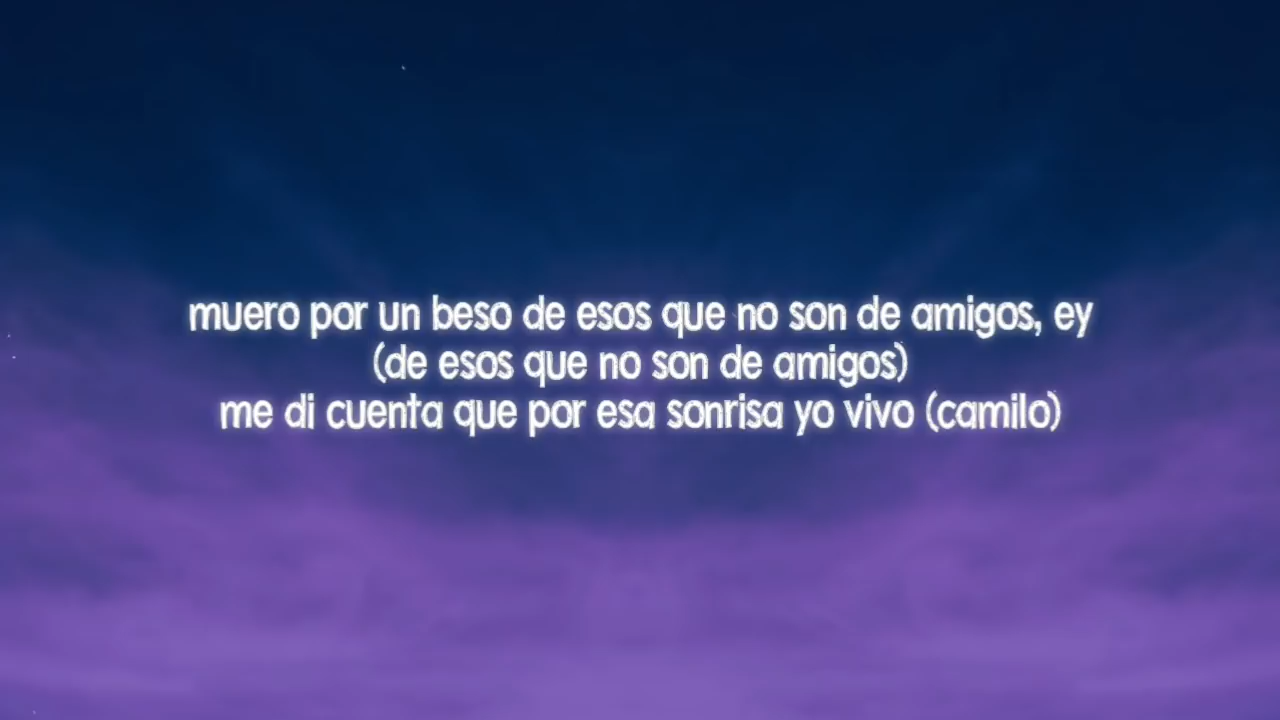 muero por un beso de esos que no son de amigos, ey
(de esos que no son de amigos)
me di cuenta que por esa sonrisa yo vivo (camilo)